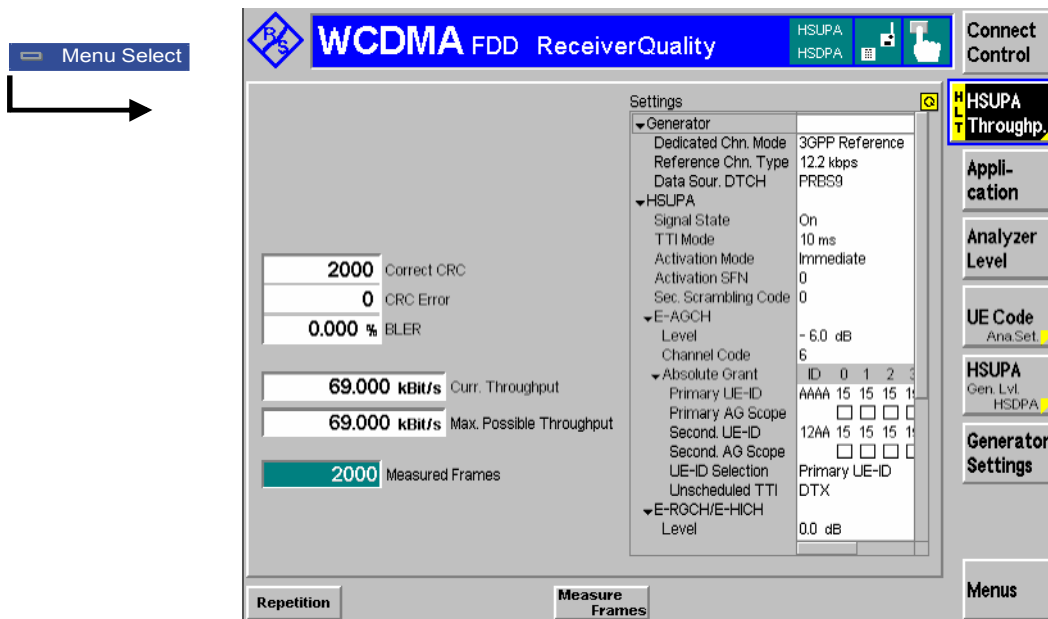 Menu Select
R&S
WCDMA FDD ReceiverQuality
HSUPA
HSDPA
Connect
Control
HLT
HSUPA
Throughp.
Appli-
cation
Analyzer
Level
UE Code
Ana.Set.
HSUPA
Gen. Lvl.
HSDPA
Generator
Settings
Menus
2000 Correct CRC
0 CRC Error
0.000 % BLER
69.000 kBit/s Curr. Throughput
69.000 kBit/s Max. Possible Throughput
2000 Measured Frames
Settings
Generator
Dedicated Chn. Mode 3GPP Reference
Reference Chn. Type 12.2 kbps
Data Sour. DTCH PRBS9
HSUPA
Signal State On
TTI Mode 10 ms
Activation Mode Immediate
Activation SFN 0
Sec. Scrambling Code 0
E-AGCH
Level - 6.0 dB
Channel Code 6
Absolute Grant ID 0 1 2 3
Primary UE-ID AAAA 15 15 15
Primary AG Scope
Second. UE-ID 12AA 15 15 15
Second. AG Scope
UE-ID Selection Primary UE-ID
Unscheduled TTI DTX
E-RGCH/E-HICH
Level 0.0 dB
Repetition
Measure
Frames